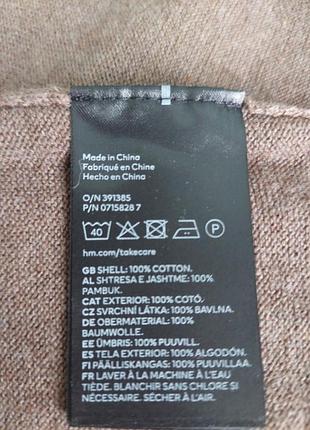 Made in China
Fabriqué en Chine
Hecho en China
O/N 391385
P/N 0715828 7
40 P
hm.com/takecare
GB SHELL: 100% COTTON.
AL SHTRESA E JASHTME: 100%
PAMBUK.
CAT EXTERIOR: 100% COTÓ.
CZ SVRCHNÍ LÁTKA: 100% BAVLNA.
DE OBERMATERIAL: 100%
BAUMWOLLE.
EE ÜMBRIS: 100% PUUVILL.
ES TELA EXTERIOR: 100% ALGODÓN.
FI PÄÄLLISKANGAS: 100% PUUVILLA
FR LAVER À LA MACHINE À L'EAU
TIÈDE. BLANCHIR SANS CHLORE SI
NÉCESSAIRE. SÉCHER À L'AIR.